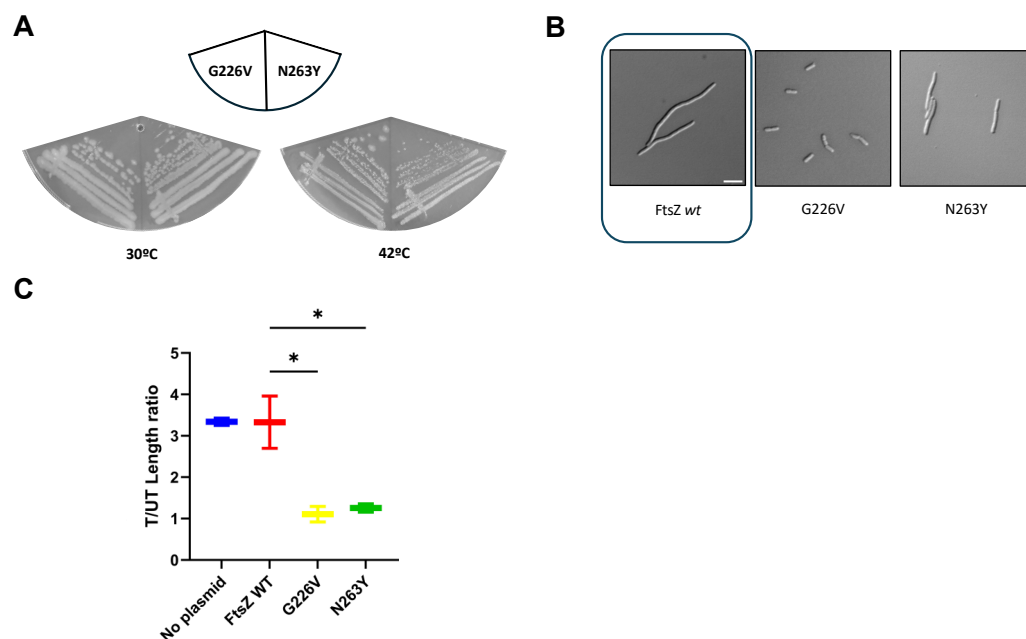 A
G226V
N263Y
30ºC
42ºC
B
FtsZ wt
G226V
N263Y
C
*
*
T/UT Length ratio
5
4
3
2
1
0
No plasmid
FtsZ WT
G226V
N263Y